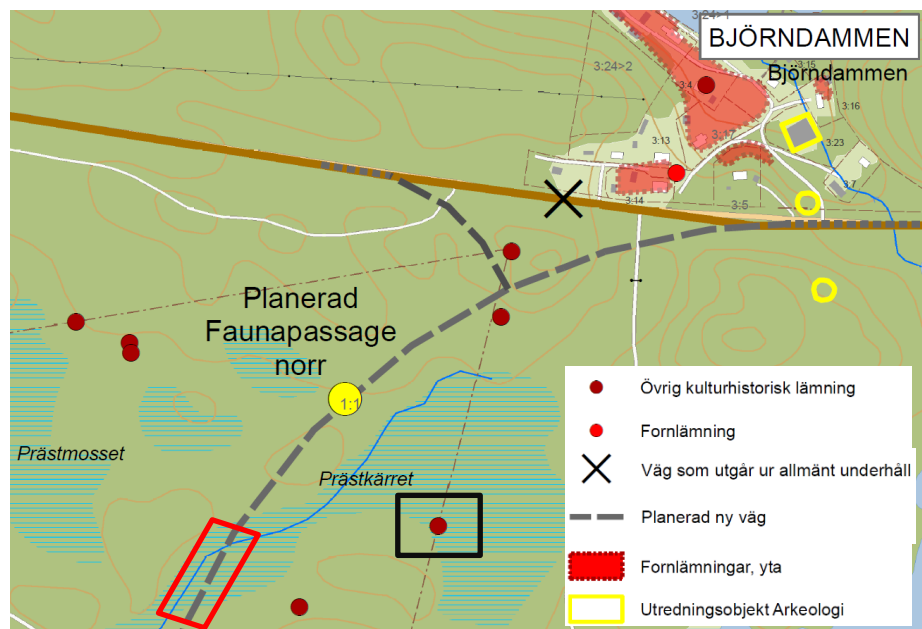 3:24>1
BJÖRNDAMMEN
3:24>2
3:15
Björndammen
3:4
3:16
3:17
3:13
3:23
3:7
3:14
3:5
Planerad
Faunapassage
norr
1:1
Prästmosset
Prästkärret
Övrig kulturhistorisk lämning
Fornlämning
Väg som utgår ur allmänt underhåll
Planerad ny väg
Fornlämningar, yta
Utredningsobjekt Arkeologi